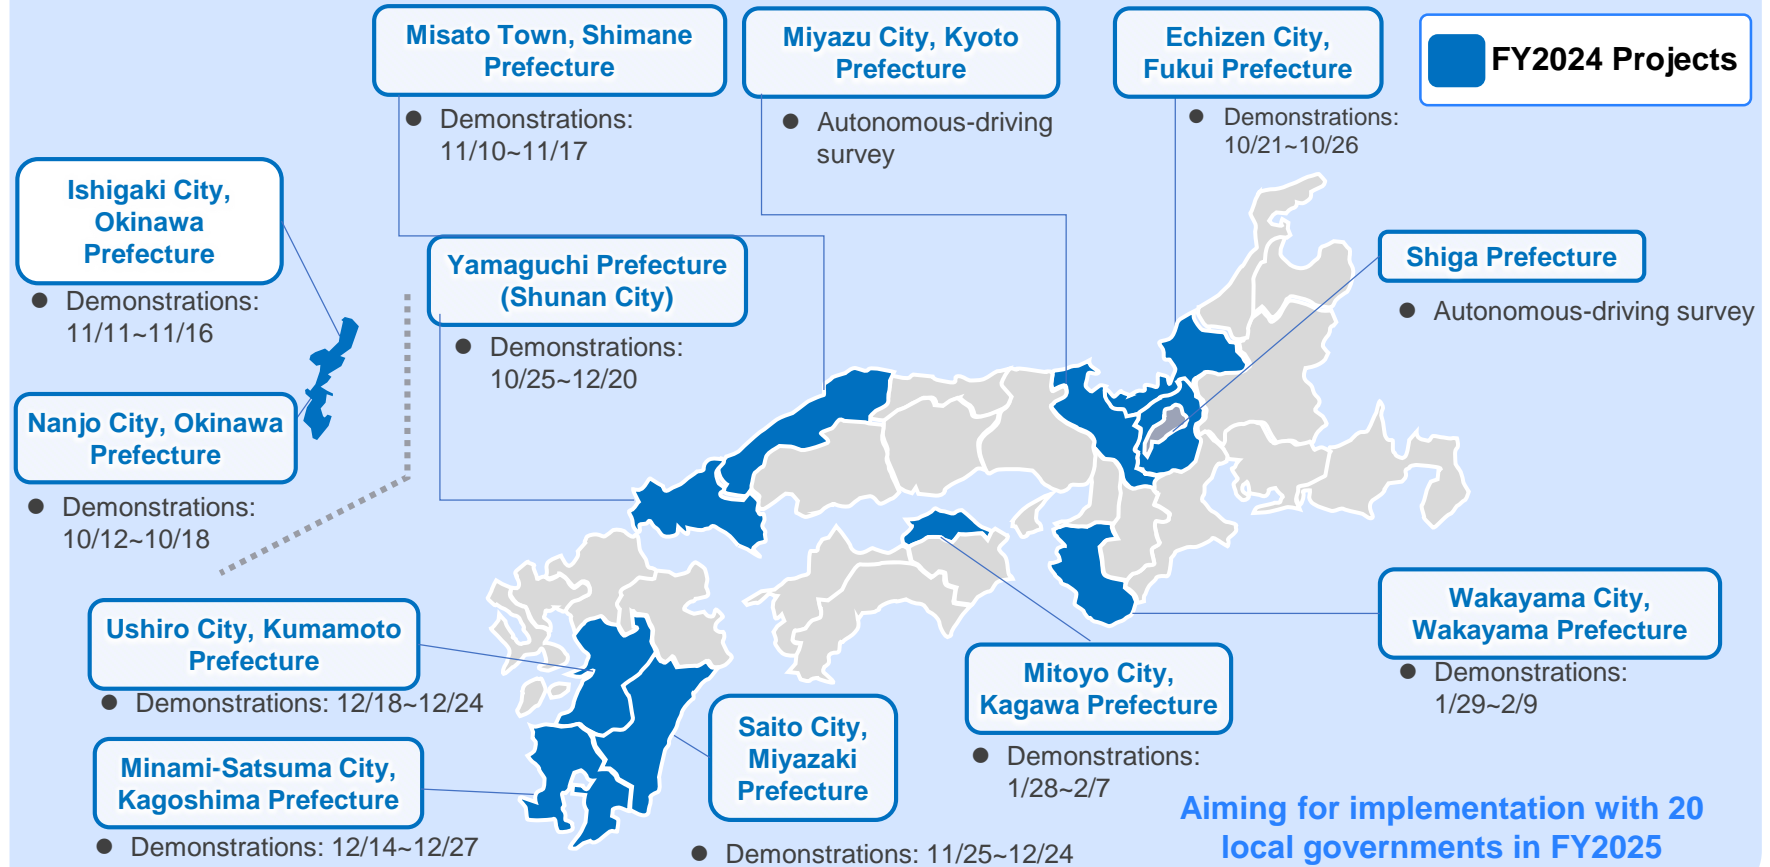 Misato Town, Shimane
Prefecture
● Demonstrations:
11/10~11/17
Miyazu City, Kyoto
Prefecture
● Autonomous-driving
survey
Echizen City,
Fukui Prefecture
● Demonstrations:
10/21~10/26
FY2024 Projects
Ishigaki City,
Okinawa
Prefecture
● Demonstrations:
11/11~11/16
Yamaguchi Prefecture
(Shunan City)
● Demonstrations:
10/25~12/20
Shiga Prefecture
● Autonomous-driving survey
Nanjo City, Okinawa
Prefecture
● Demonstrations:
10/12~10/18
Ushiro City, Kumamoto
Prefecture
● Demonstrations: 12/18~12/24
Minami-Satsuma City,
Kagoshima Prefecture
● Demonstrations: 12/14~12/27
Saito City,
Miyazaki
Prefecture
● Demonstrations: 11/25~12/24
Mitoyo City,
Kagawa Prefecture
● Demonstrations:
1/28~2/7
Wakayama City,
Wakayama Prefecture
● Demonstrations:
1/29~2/9
Aiming for implementation with 20
local governments in FY2025